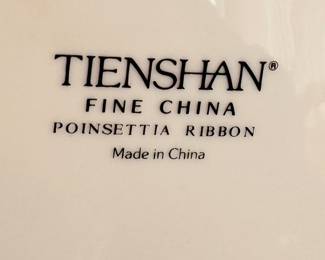 TIENSHAN®
FINE CHINA
POINSETTIA RIBBON
Made in China